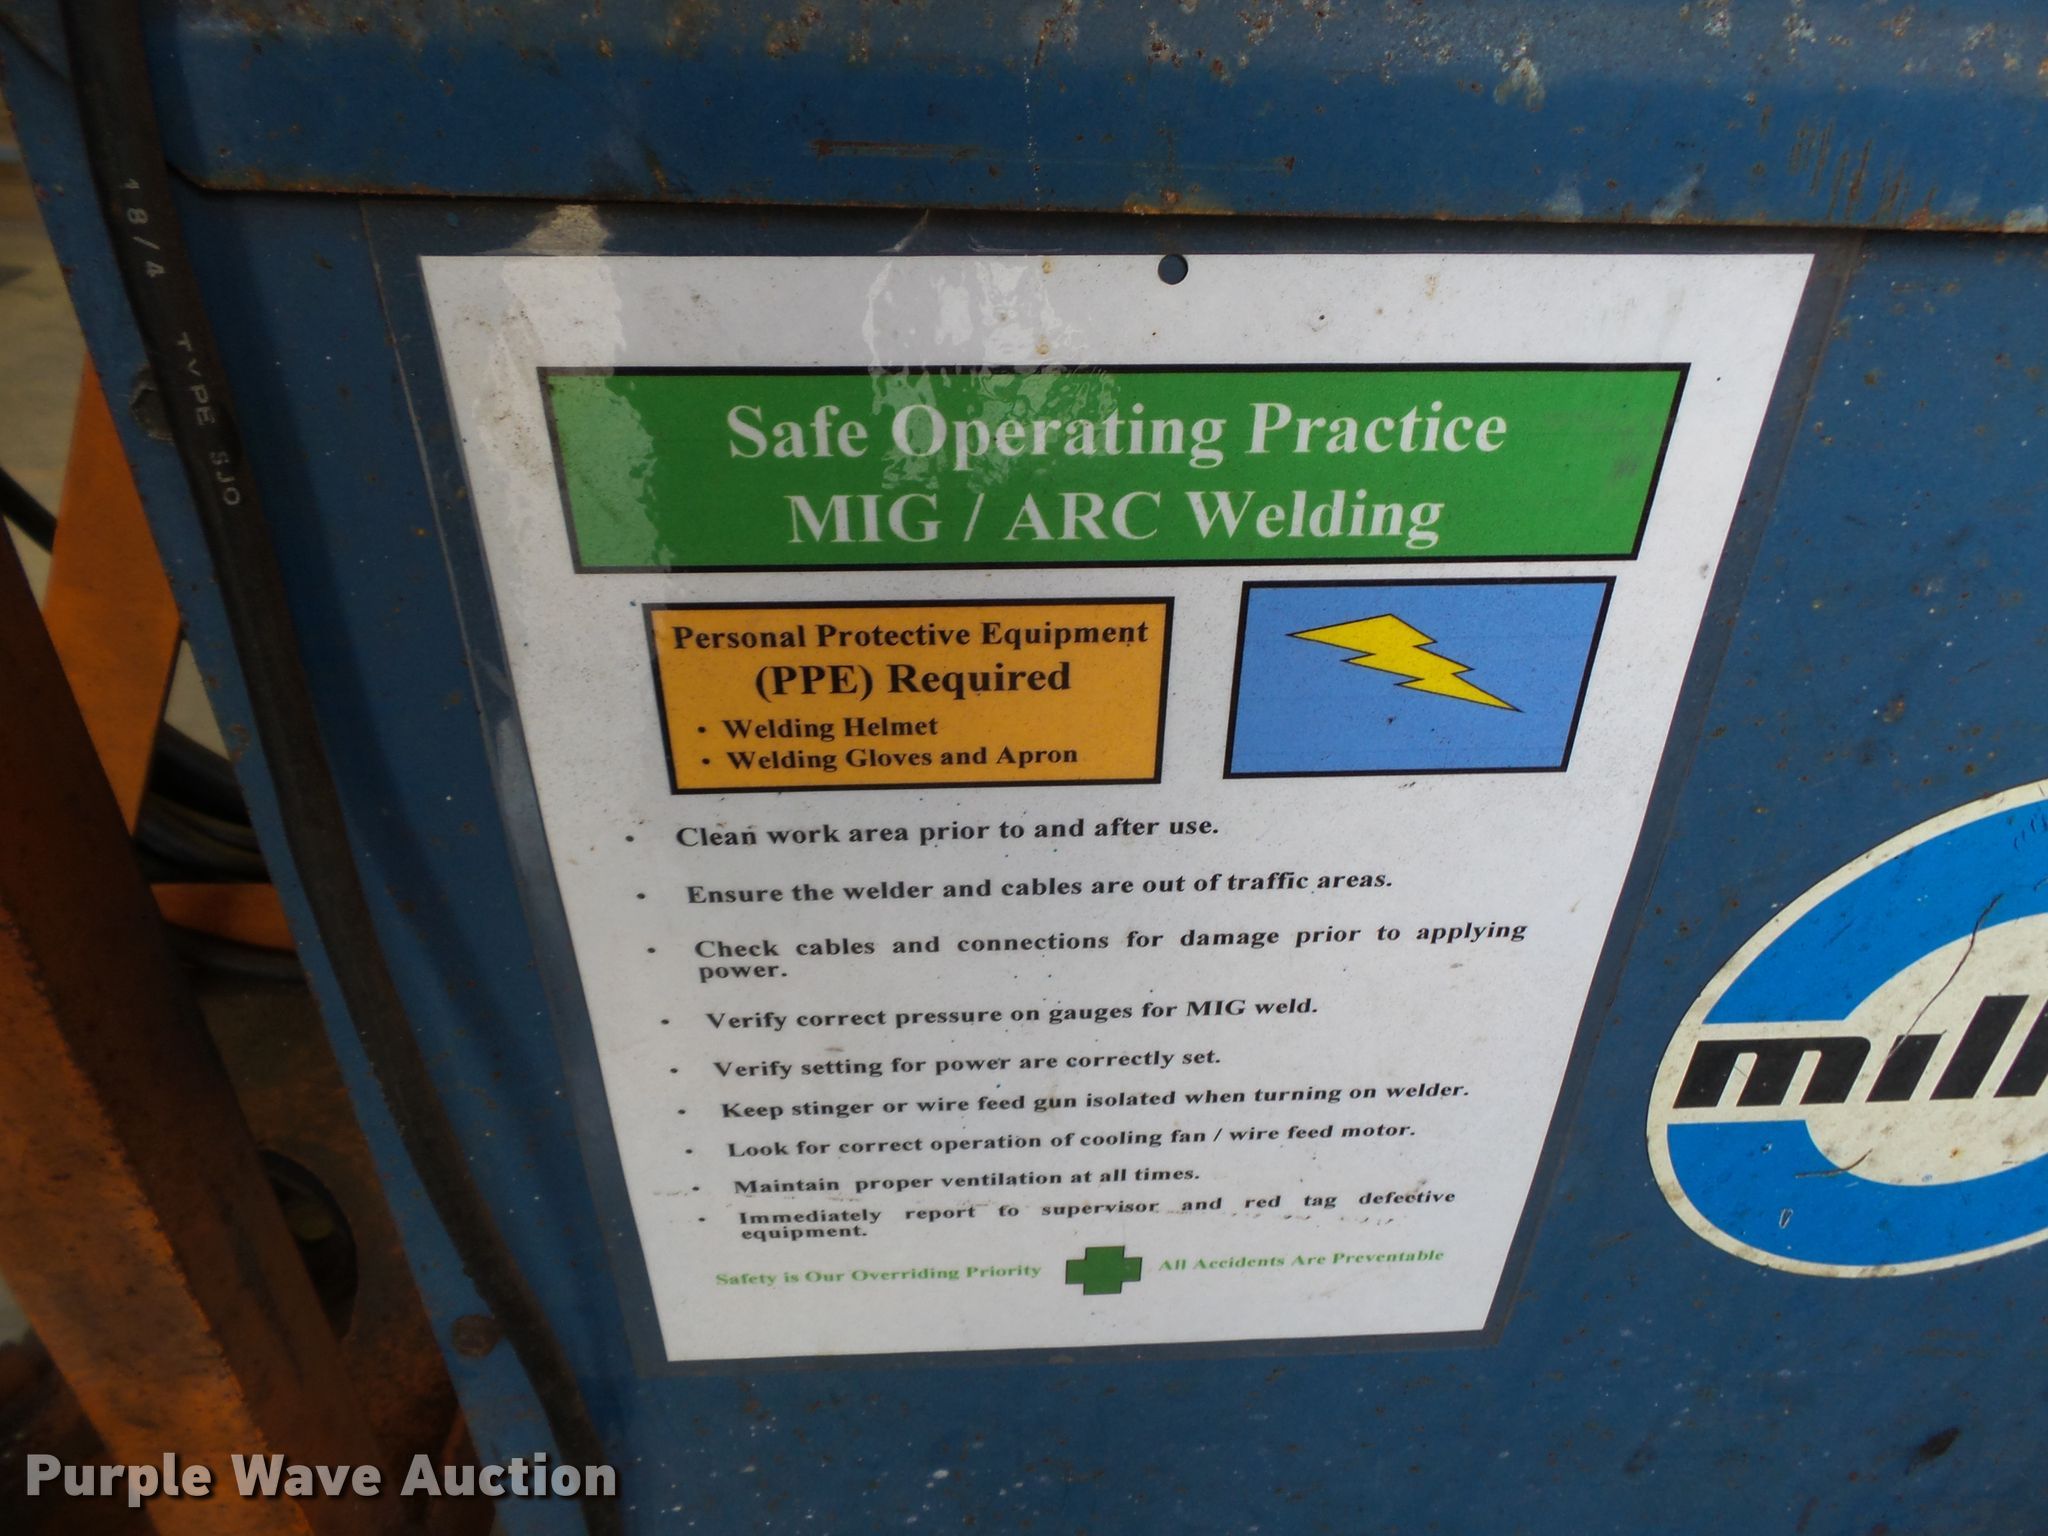 18/4 TYPE SJO
Safe Operating Practice
MIG / ARC Welding
Personal Protective Equipment
(PPE) Required
• Welding Helmet
• Welding Gloves and Apron
• Clean work area prior to and after use.
• Ensure the welder and cables are out of traffic areas.
• Check cables and connections for damage prior to applying
power.
• Verify correct pressure on gauges for MIG weld.
• Verify setting for power are correctly set.
• Keep stinger or wire feed gun isolated when turning on welder.
• Look for correct operation of cooling fan / wire feed motor.
• Maintain proper ventilation at all times.
• Immediately report to supervisor and red tag defective
equipment.
Safety is Our Overriding Priority All Accidents Are Preventable
mill
Purple Wave Auction